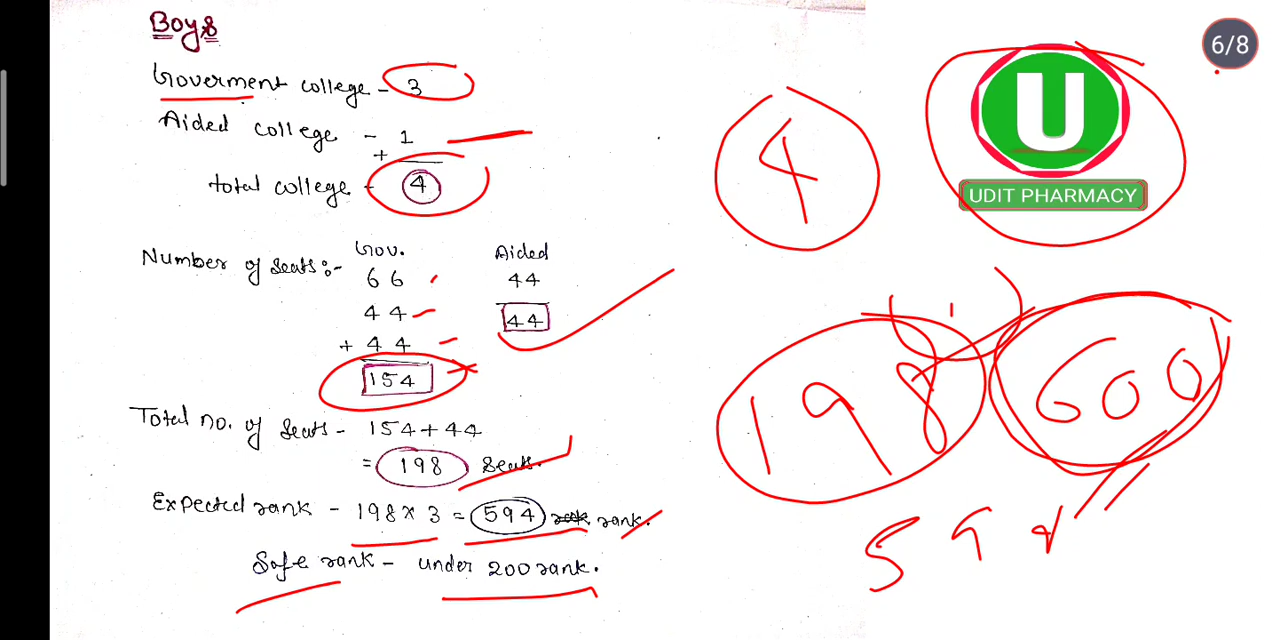 Boys
Goverment college - 3
Aided college - 1
+
total college - 4
Number of seats :-
Gov.
66
44
+ 44
154
Aided
44
44
Total no. of seats - 154+44
= 198 seats.
Expected rank - 198 × 3 = 594 rank.
Safe rank - under 200 rank.
6/8
U
UDIT PHARMACY
4
198
600
594